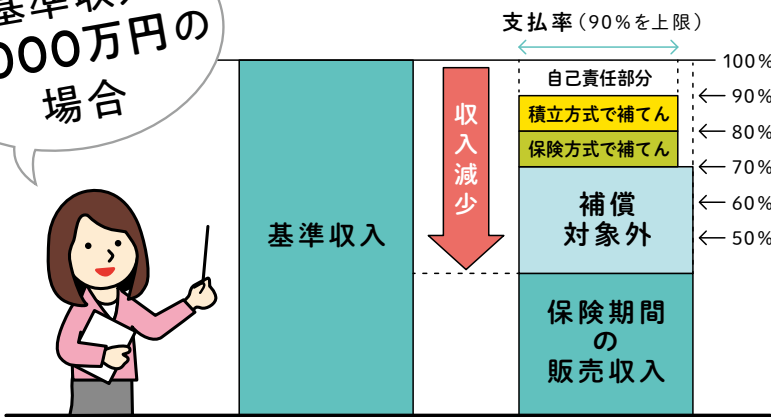 基準収入
000万円の
場合
支払率（90％を上限）
基準収入
収入減少
自己責任部分
積立方式で補てん
保険方式で補てん
補償
対象外
保険期間
の
販売収入
100%
90%
80%
70%
60%
50%